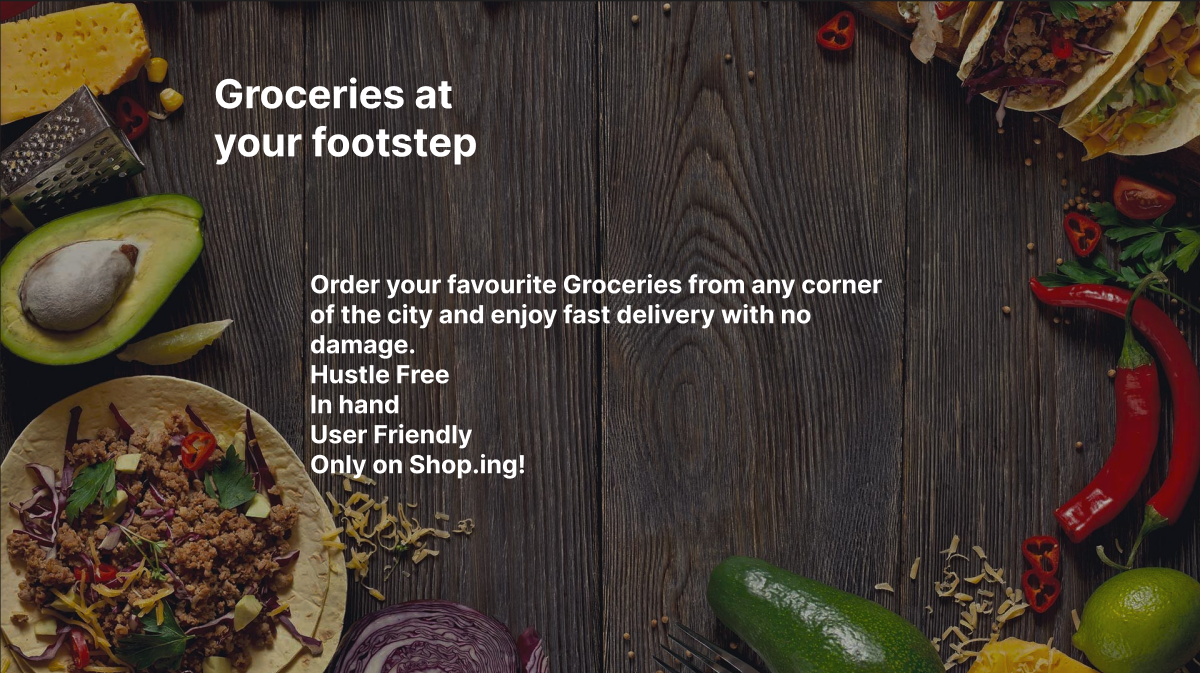 Groceries at
your footstep
Order your favourite Groceries from any corner
of the city and enjoy fast delivery with no
damage.
Hustle Free
In hand
User Friendly
Only on Shop.ing!